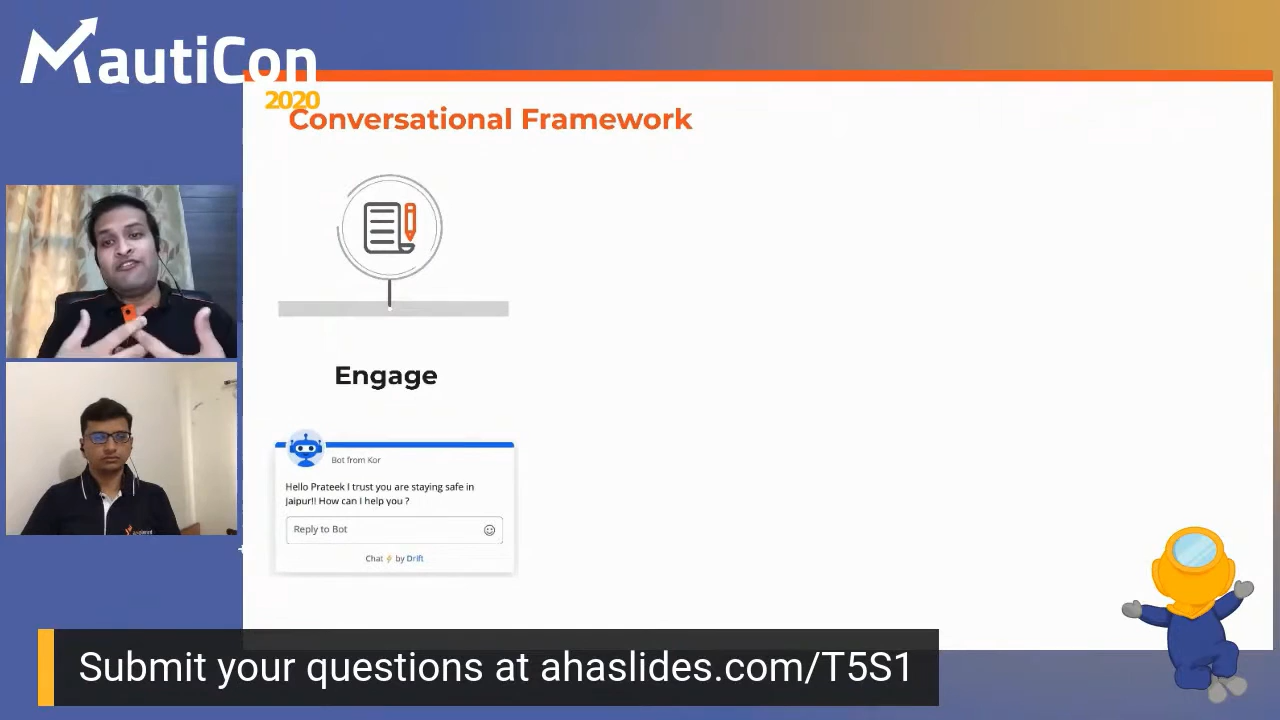 MautiCon
2020
Conversational Framework
Engage
Bot from Kor
Hello Prateek I trust you are staying safe in
Jaipur!! How can I help you ?
Reply to Bot
Chat ⚡ by Drift
Submit your questions at ahaslides.com/T5S1